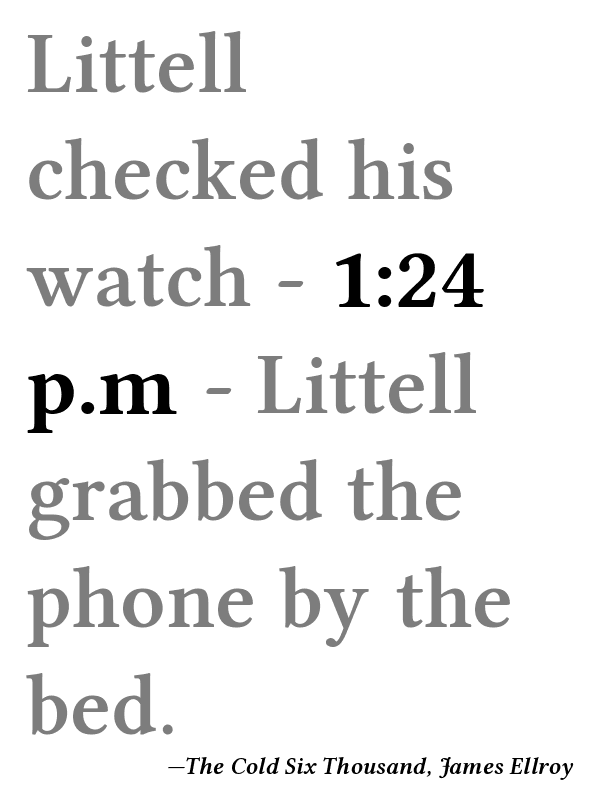 Littell
checked his
watch - 1:24
p.m - Littell
grabbed the
phone by the
bed.
—The Cold Six Thousand, James Ellroy